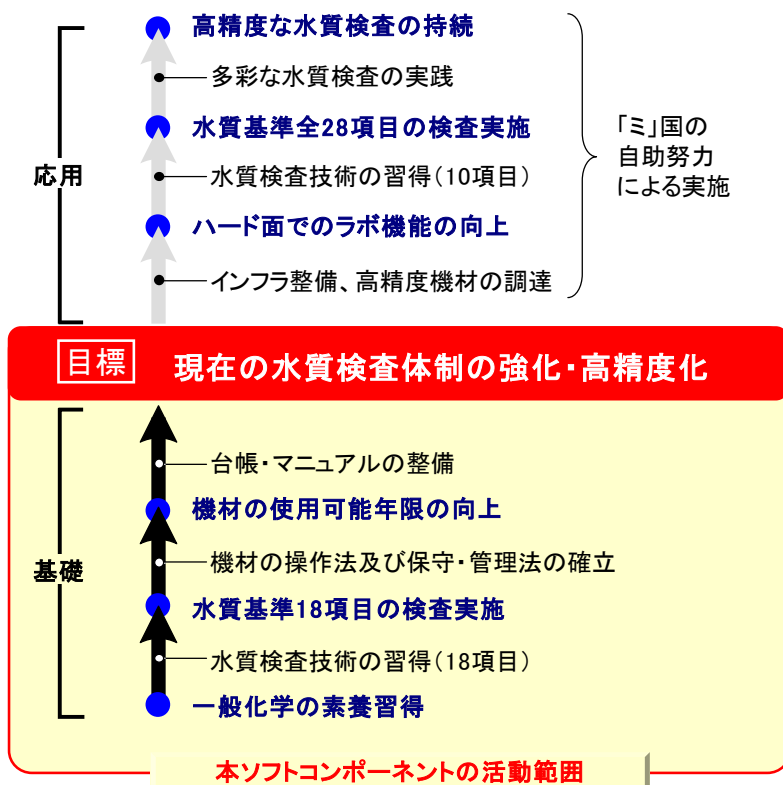 高精度な水質検査の持続
多彩な水質検査の実践
水質基準全28項目の検査実施
水質検査技術の習得(10項目)
ハード面でのラボ機能の向上
インフラ整備、高精度機材の調達
応用
「ミ」国の
自助努力
による実施
目標 現在の水質検査体制の強化・高精度化
台帳・マニュアルの整備
機材の使用可能年限の向上
機材の操作法及び保守・管理法の確立
水質基準18項目の検査実施
水質検査技術の習得(18項目)
一般化学の素養習得
基礎
本ソフトコンポーネントの活動範囲